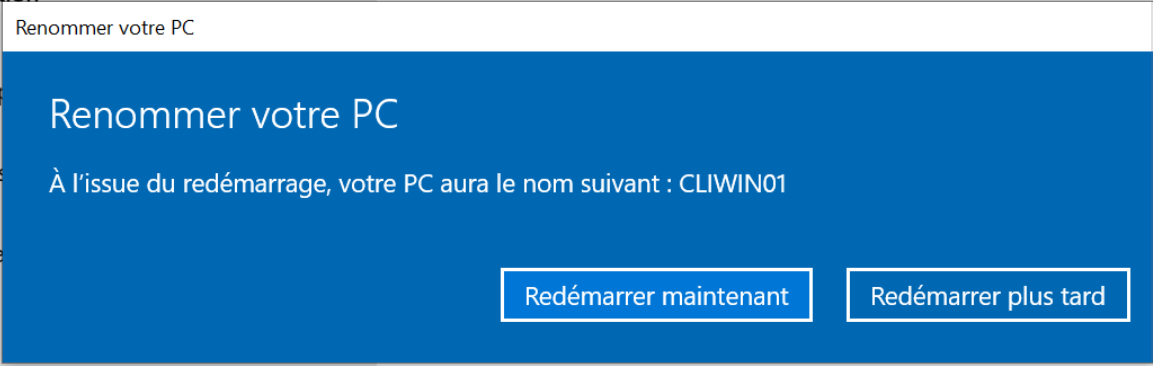 Renommer votre PC
Renommer votre PC
À l'issue du redémarrage, votre PC aura le nom suivant : CLIWIN01
Redémarrer maintenant
Redémarrer plus tard